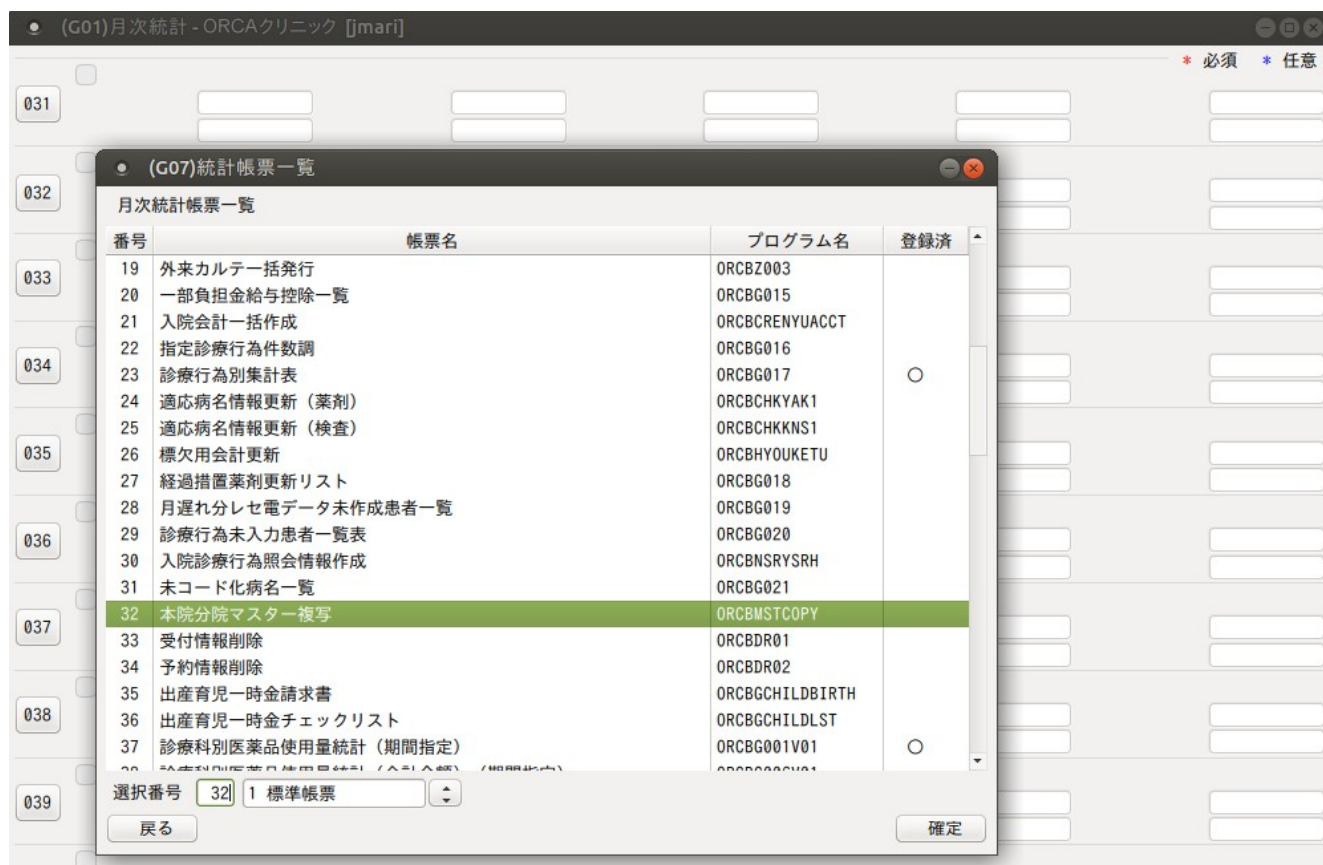 (G01)月次統計 - ORCAクリニック [jmari]
* 必須 * 任意
031
032
033
034
035
036
037
038
039
(G07)統計帳票一覧
月次統計帳票一覧
番号 帳票名 プログラム名 登録済
19 外来カルテ一括発行 ORCBZ003
20 一部負担金給与控除一覧 ORCBG015
21 入院会計一括作成 ORCBCRENYUACCT
22 指定診療行為件数調 ORCBG016
23 診療行為別集計表 ORCBG017 ○
24 適応病名情報更新（薬剤） ORCBCHKYAK1
25 適応病名情報更新（検査） ORCBCHKKNS1
26 標欠用会計更新 ORCBHYOUKETU
27 経過措置薬剤更新リスト ORCBG018
28 月遅れ分レセ電データ未作成患者一覧 ORCBG019
29 診療行為未入力患者一覧表 ORCBG020
30 入院診療行為照会情報作成 ORCBNSRYSRH
31 未コード化病名一覧 ORCBG021
32 本院分院マスター複写 ORCBMSTCOPY
33 受付情報削除 ORCBDR01
34 予約情報削除 ORCBDR02
35 出産育児一時金請求書 ORCBGCHILDBIRTH
36 出産育児一時金チェックリスト ORCBGCHILDLST
37 診療科別医薬品使用量統計（期間指定） ORCBG001V01 ○
選択番号 32 1 標準帳票
戻る 確定